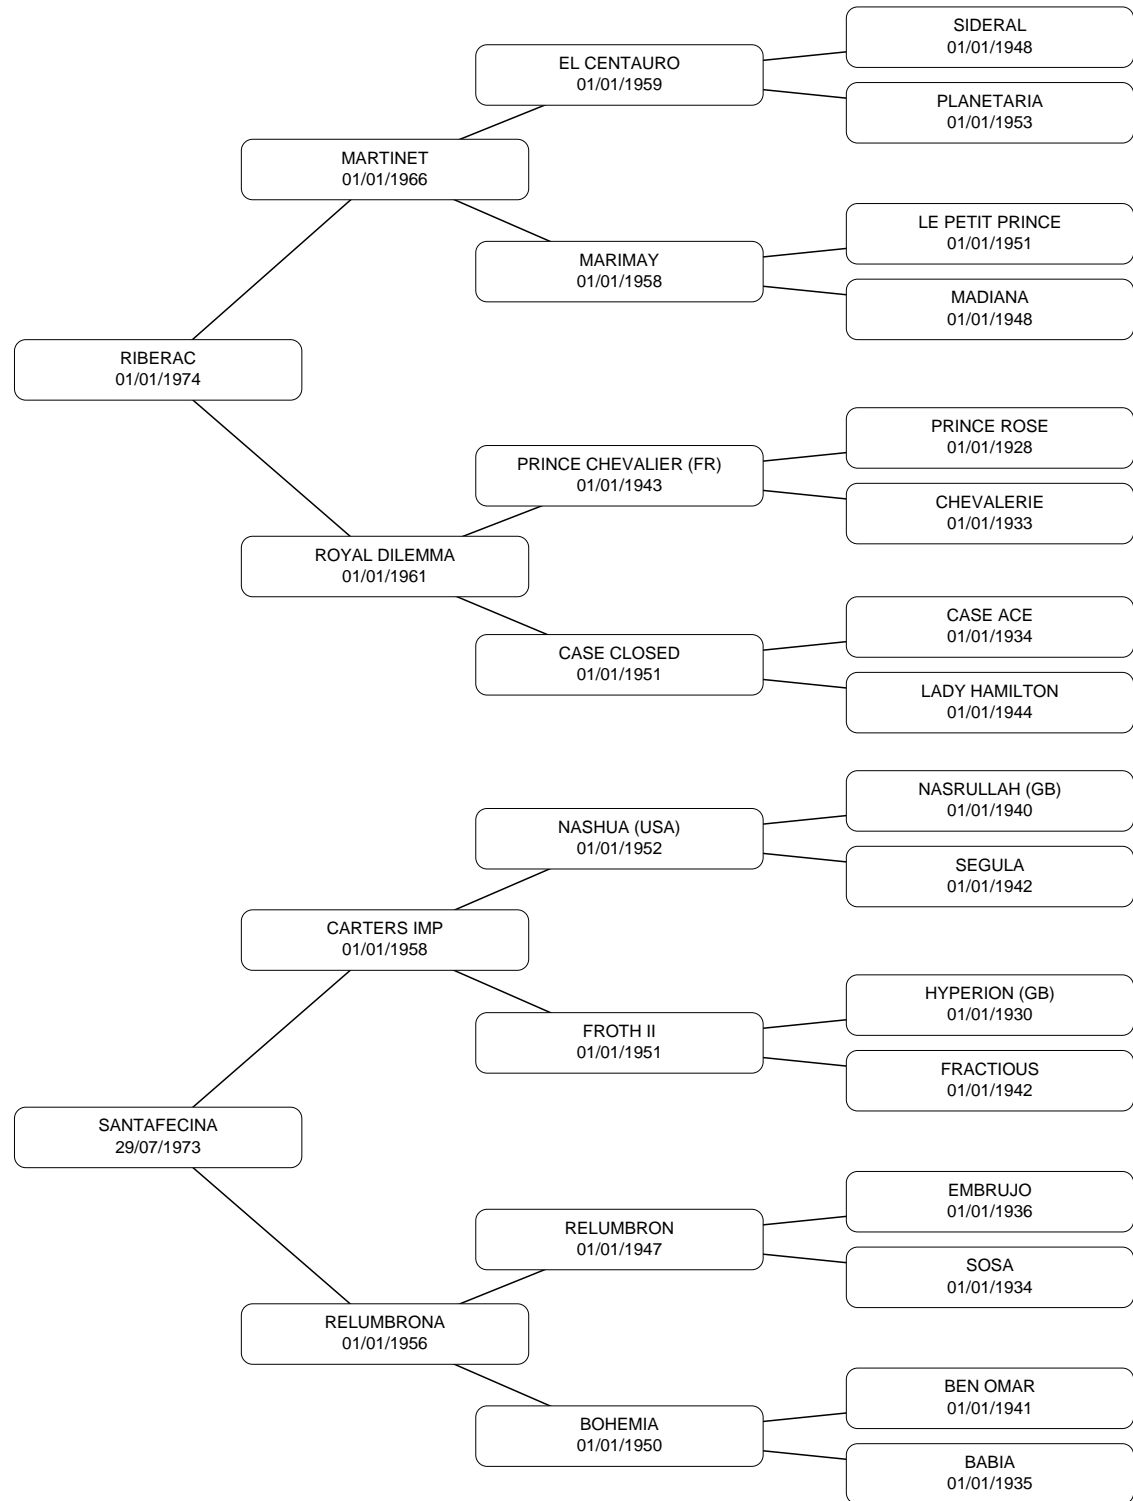 SIDERAL
01/01/1948
EL CENTAURO
01/01/1959
PLANETARIA
01/01/1953
MARTINET
01/01/1966
LE PETIT PRINCE
01/01/1951
MARIMAY
01/01/1958
MADIANA
01/01/1948
RIBERAC
01/01/1974
PRINCE ROSE
01/01/1928
PRINCE CHEVALIER (FR)
01/01/1943
CHEVALERIE
01/01/1933
ROYAL DILEMMA
01/01/1961
CASE ACE
01/01/1934
CASE CLOSED
01/01/1951
LADY HAMILTON
01/01/1944
NASRULLAH (GB)
01/01/1940
NASHUA (USA)
01/01/1952
SEGULA
01/01/1942
CARTERS IMP
01/01/1958
HYPERION (GB)
01/01/1930
FROTH II
01/01/1951
FRACTIOUS
01/01/1942
SANTAFECINA
29/07/1973
EMBRUJO
01/01/1936
RELUMBRON
01/01/1947
SOSA
01/01/1934
RELUMBRONA
01/01/1956
BEN OMAR
01/01/1941
BOHEMIA
01/01/1950
BABIA
01/01/1935